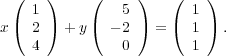 x ( 1 ) + y ( 5 ) = ( 1 ) .
2 −2 1
4 0 1